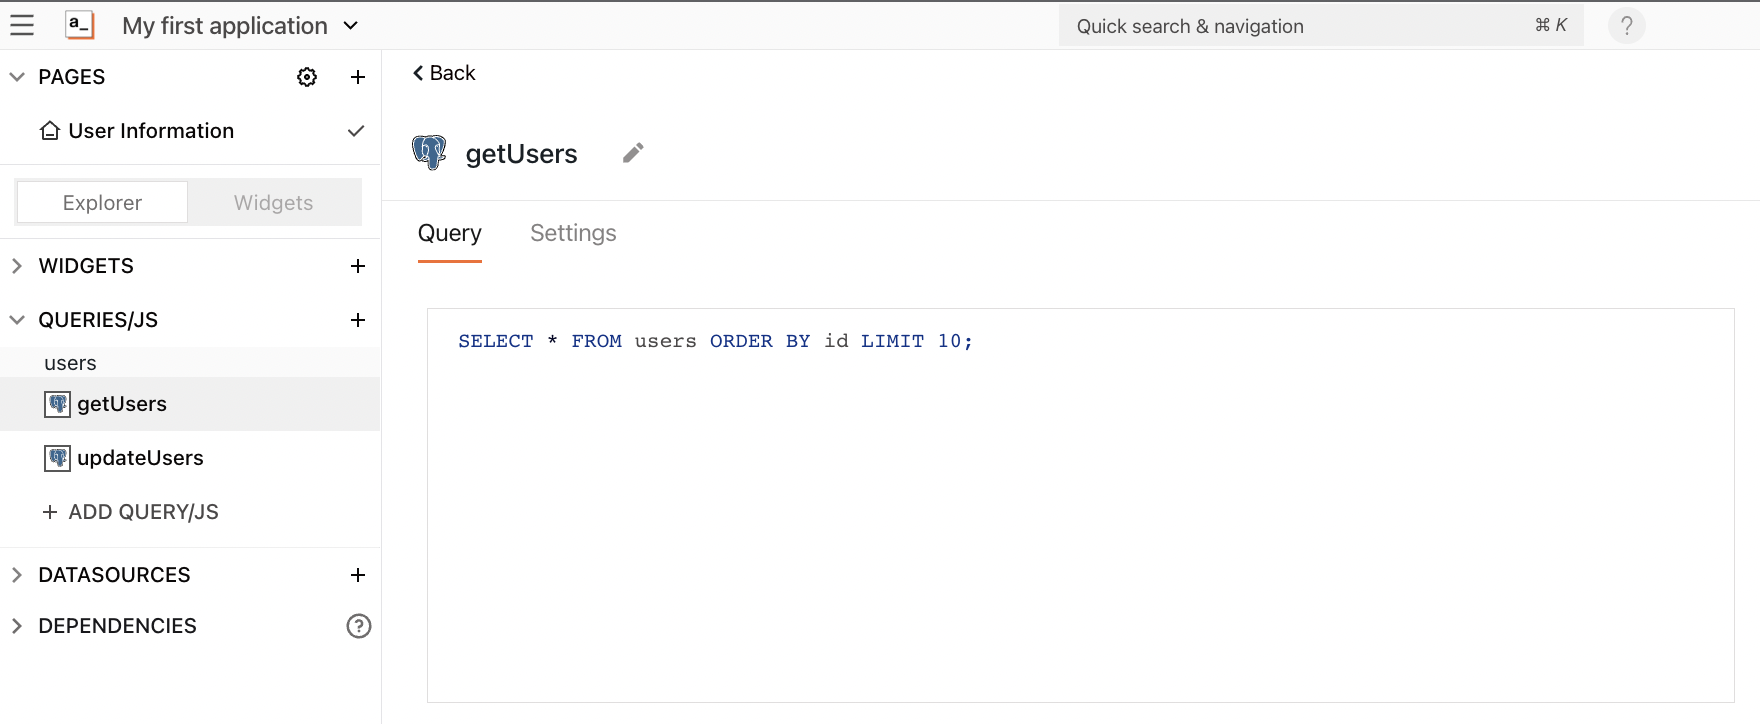 a_ My first application Quick search & navigation ⌘ K ?
PAGES
User Information
Explorer Widgets
WIDGETS
QUERIES/JS
users
getUsers
updateUsers
+ ADD QUERY/JS
DATASOURCES
DEPENDENCIES ?
Back
getUsers
Query Settings
SELECT * FROM users ORDER BY id LIMIT 10;